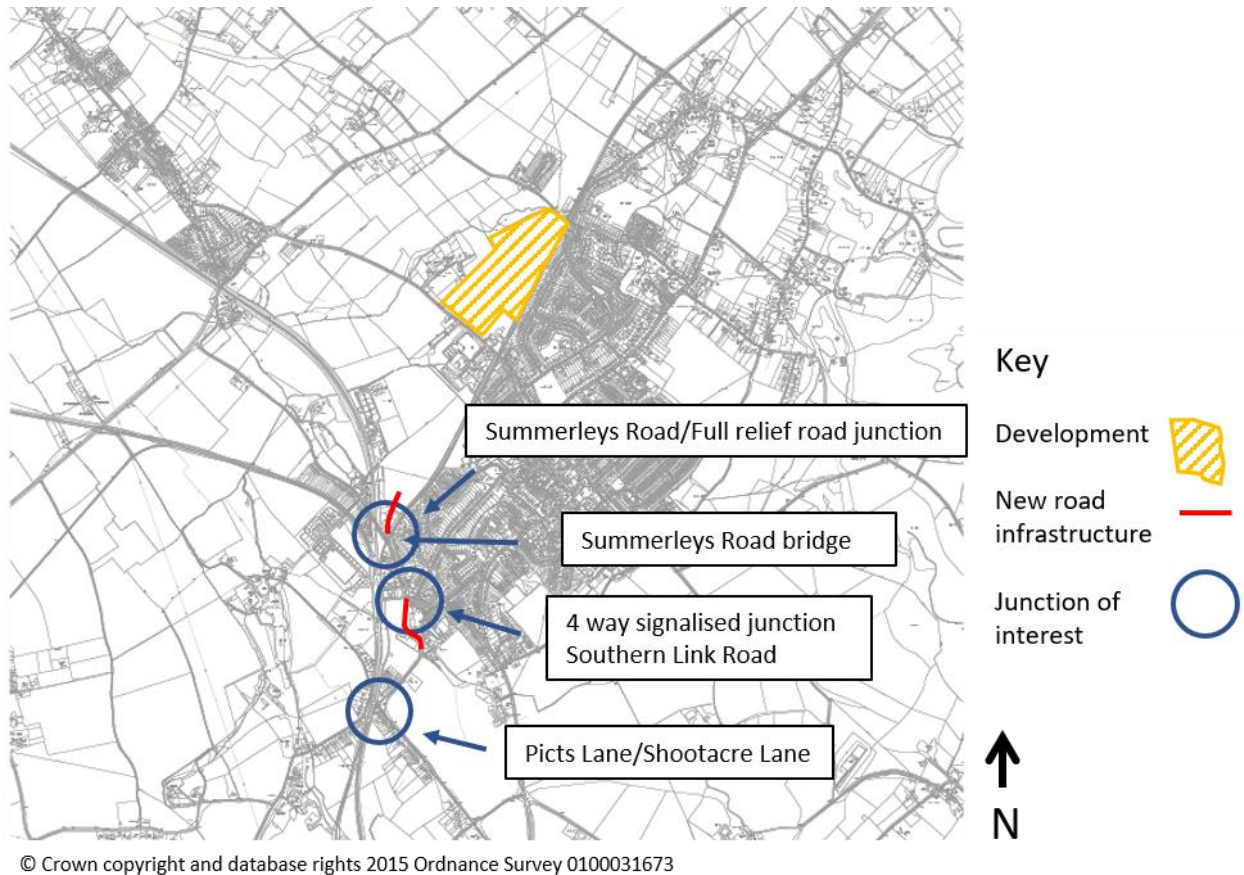 Summerleys Road/Full relief road junction
Summerleys Road bridge
4 way signalised junction
Southern Link Road
Picts Lane/Shootacre Lane
Key
Development
New road
infrastructure
Junction of
interest
N
© Crown copyright and database rights 2015 Ordnance Survey 0100031673